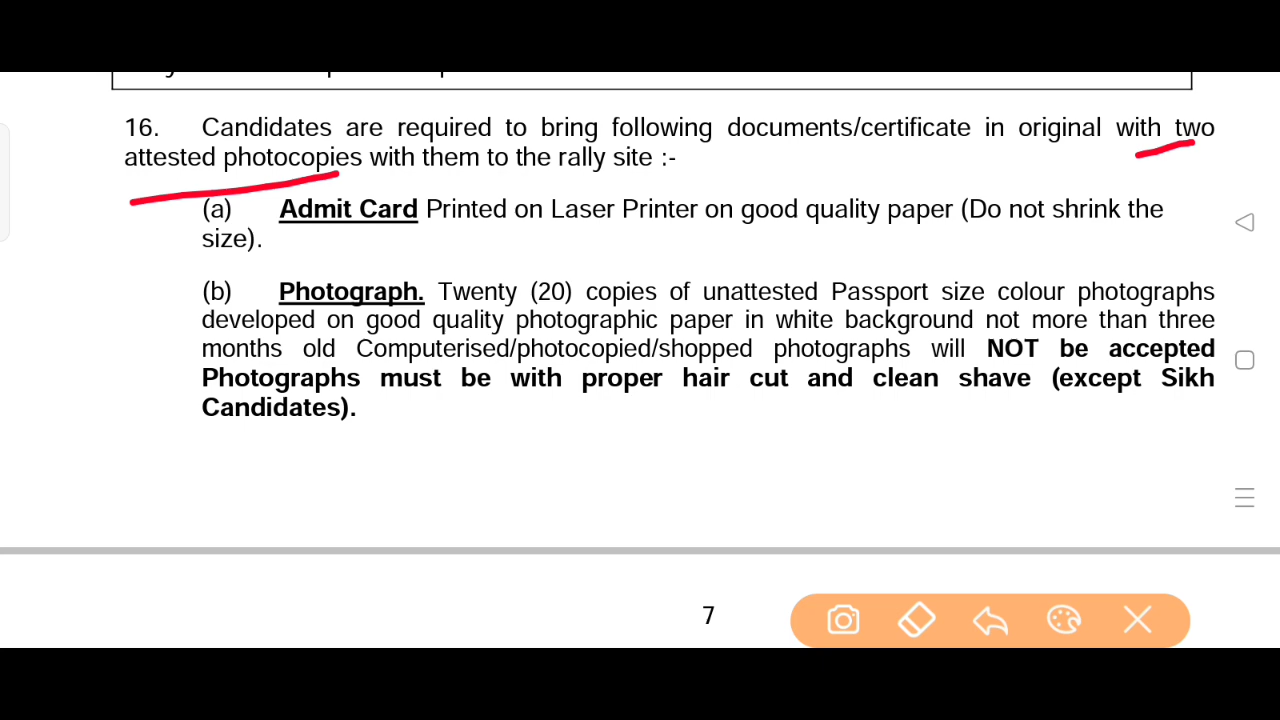 16. Candidates are required to bring following documents/certificate in original with two
attested photocopies with them to the rally site :-
(a) Admit Card Printed on Laser Printer on good quality paper (Do not shrink the
size).
(b) Photograph. Twenty (20) copies of unattested Passport size colour photographs
developed on good quality photographic paper in white background not more than three
months old Computerised/photocopied/shopped photographs will NOT be accepted
Photographs must be with proper hair cut and clean shave (except Sikh
Candidates).
7